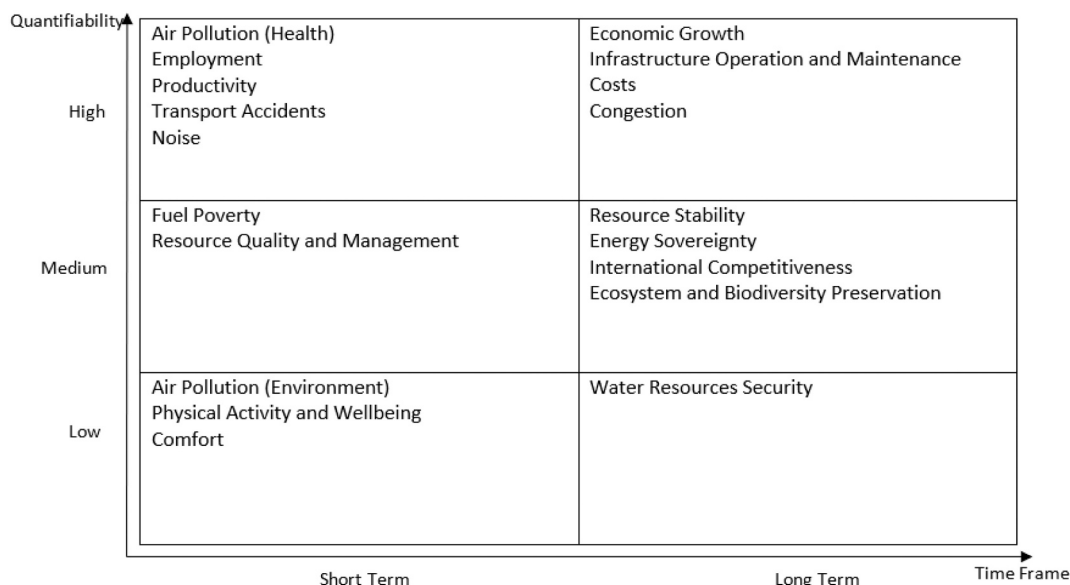 Quantifiability
High
Air Pollution (Health)
Employment
Productivity
Transport Accidents
Noise
Economic Growth
Infrastructure Operation and Maintenance
Costs
Congestion
Medium
Fuel Poverty
Resource Quality and Management
Resource Stability
Energy Sovereignty
International Competitiveness
Ecosystem and Biodiversity Preservation
Low
Air Pollution (Environment)
Physical Activity and Wellbeing
Comfort
Water Resources Security
Short Term
Long Term
Time Frame